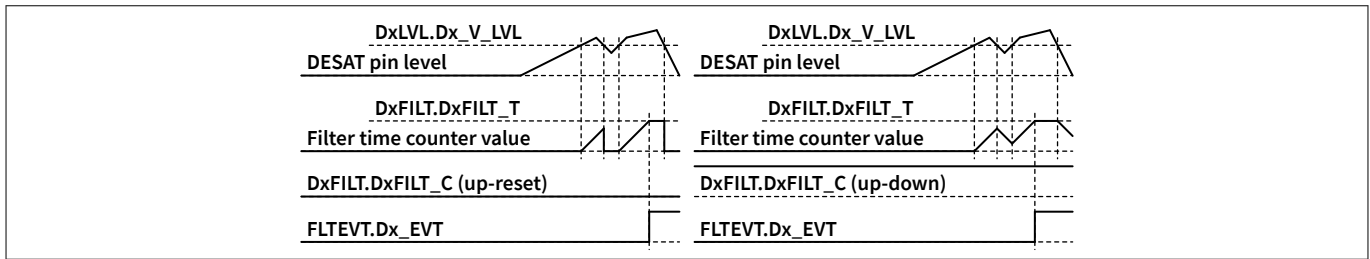 DxLVL.Dx_V_LVL
DESAT pin level
DxFILT.DxFILT_T
Filter time counter value
DxFILT.DxFILT_C (up-reset)
FLTEVT.Dx_EVT
DxLVL.Dx_V_LVL
DESAT pin level
DxFILT.DxFILT_T
Filter time counter value
DxFILT.DxFILT_C (up-down)
FLTEVT.Dx_EVT